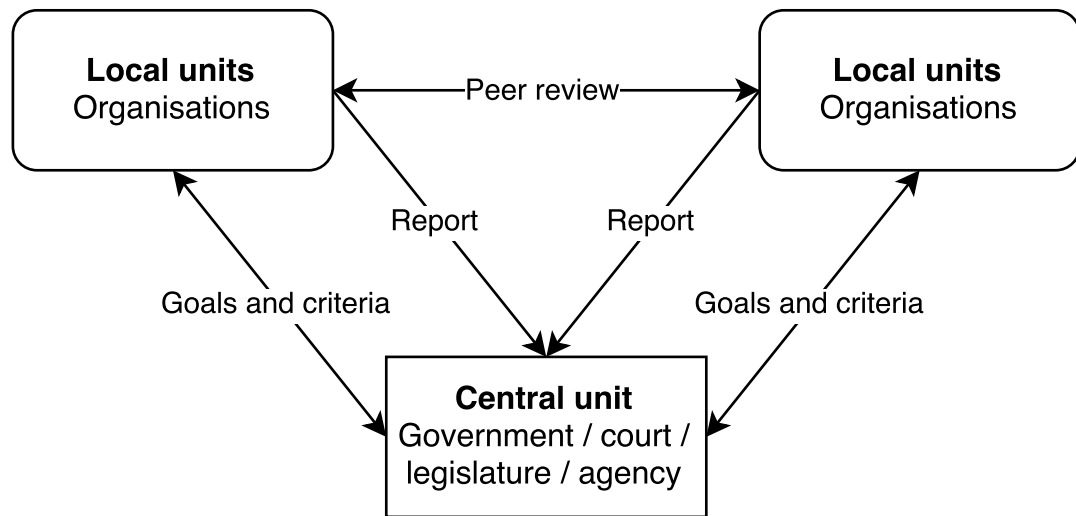 Local units
Organisations
Peer review
Local units
Organisations
Report
Report
Goals and criteria
Goals and criteria
Central unit
Government / court /
legislature / agency